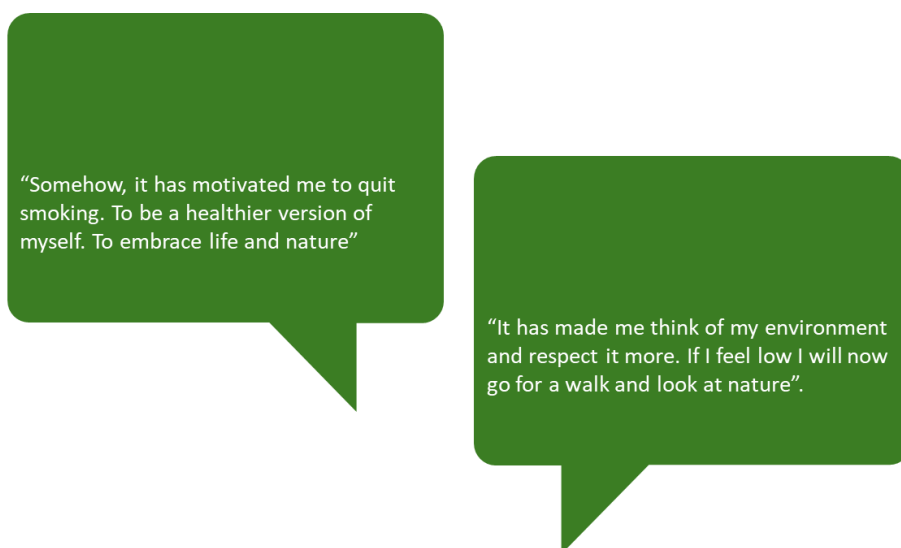 “Somehow, it has motivated me to quit
smoking. To be a healthier version of
myself. To embrace life and nature”
“It has made me think of my environment
and respect it more. If I feel low I will now
go for a walk and look at nature”.